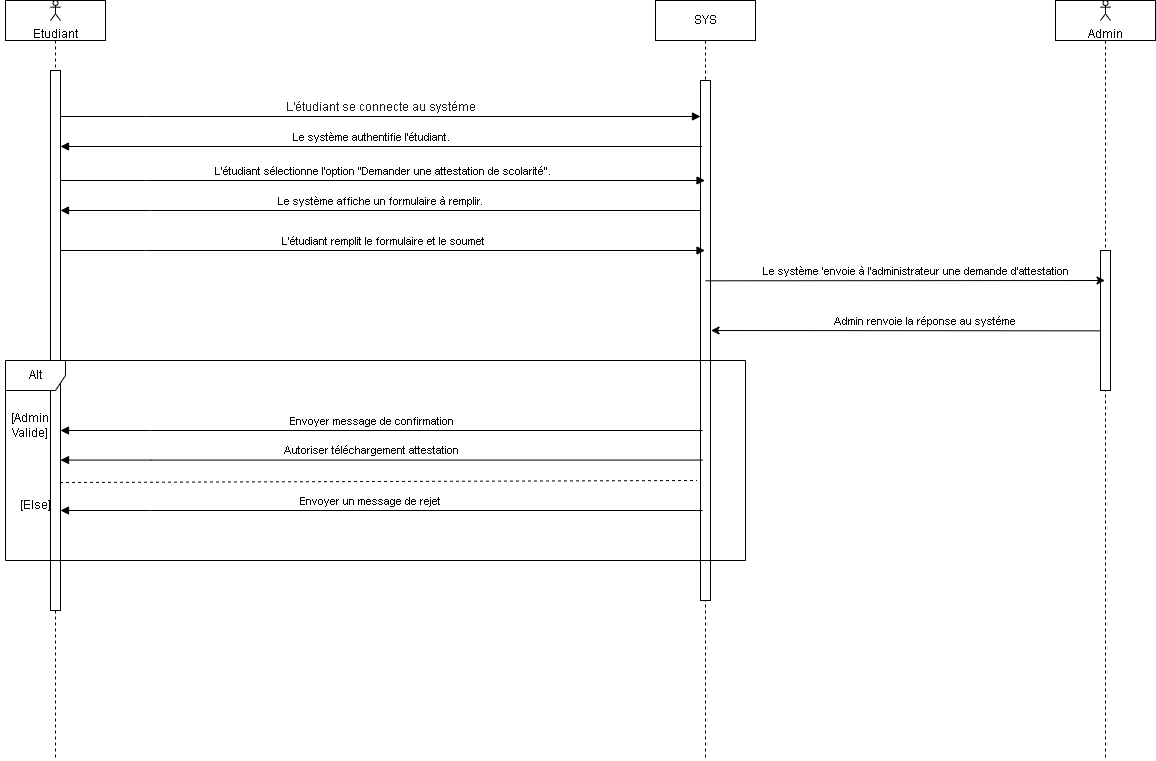 Etudiant
SYS
Admin
L'étudiant se connecte au systéme
Le système authentifie l'étudiant.
L'étudiant sélectionne l'option "Demander une attestation de scolarité".
Le système affiche un formulaire à remplir.
L'étudiant remplit le formulaire et le soumet
Le système 'envoie à l'administrateur une demande d'attestation
Admin renvoie la réponse au systéme
Alt
[Admin
Valide]
Envoyer message de confirmation
Autoriser téléchargement attestation
[Else]
Envoyer un message de rejet